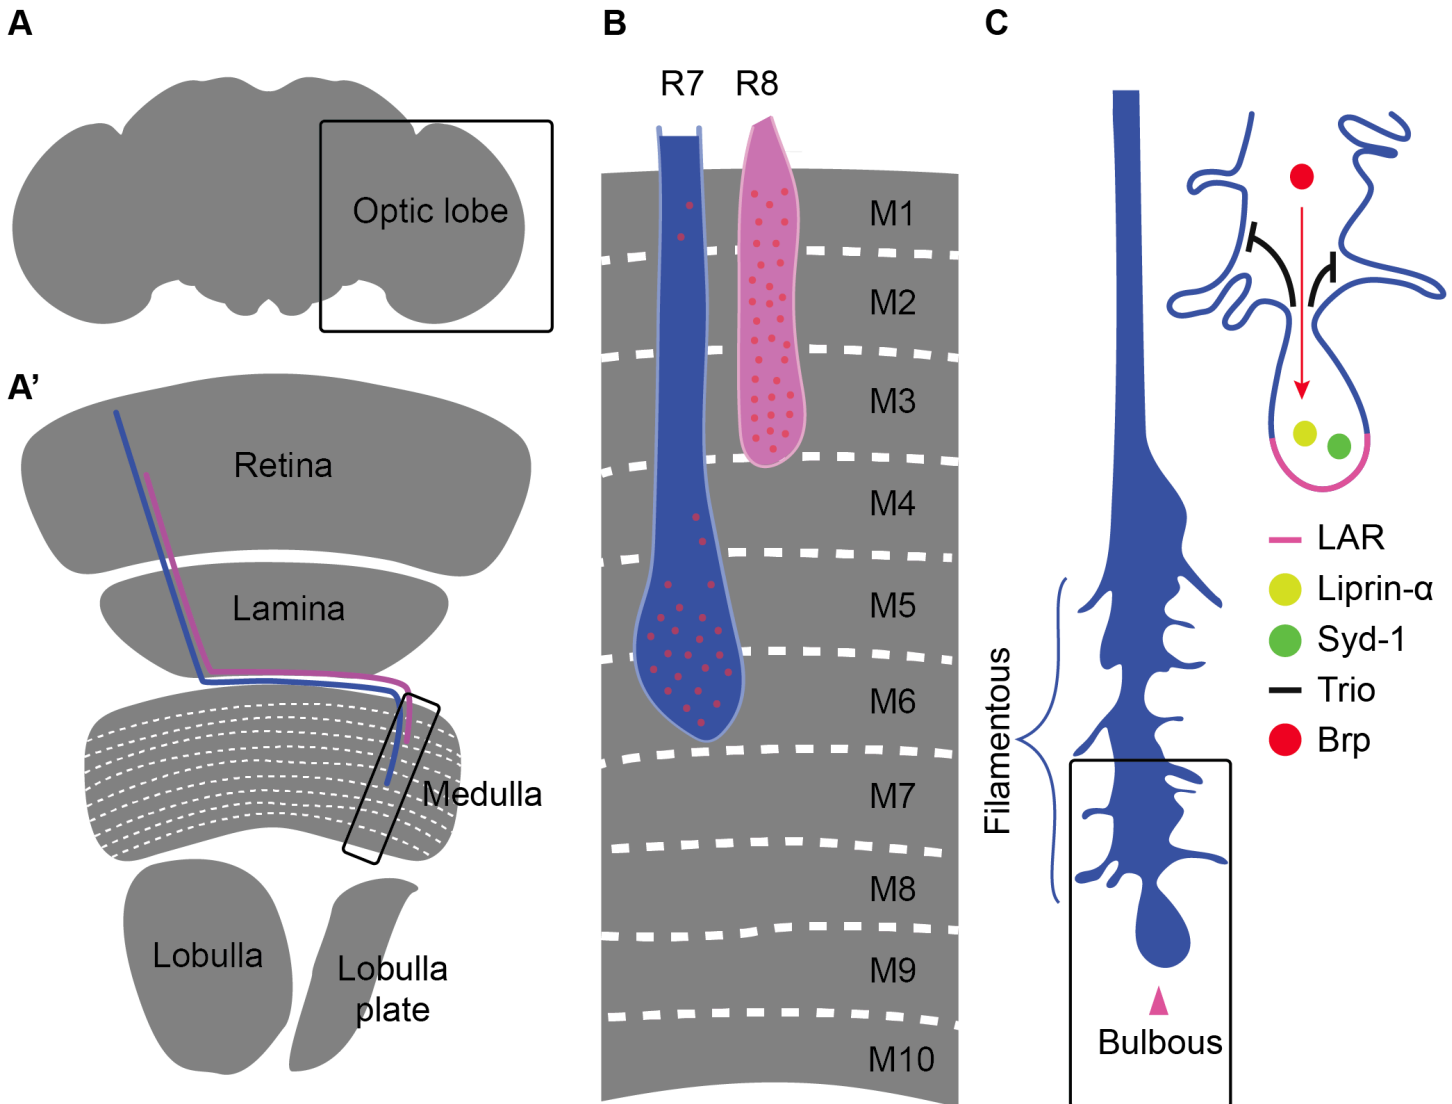 A
Optic lobe
A’
Retina
Lamina
Medulla
Lobulla
Lobulla
plate
B
R7 R8
M1
M2
M3
M4
M5
M6
M7
M8
M9
M10
C
Filamentous
Bulbous
LAR
Liprin-α
Syd-1
Trio
Brp